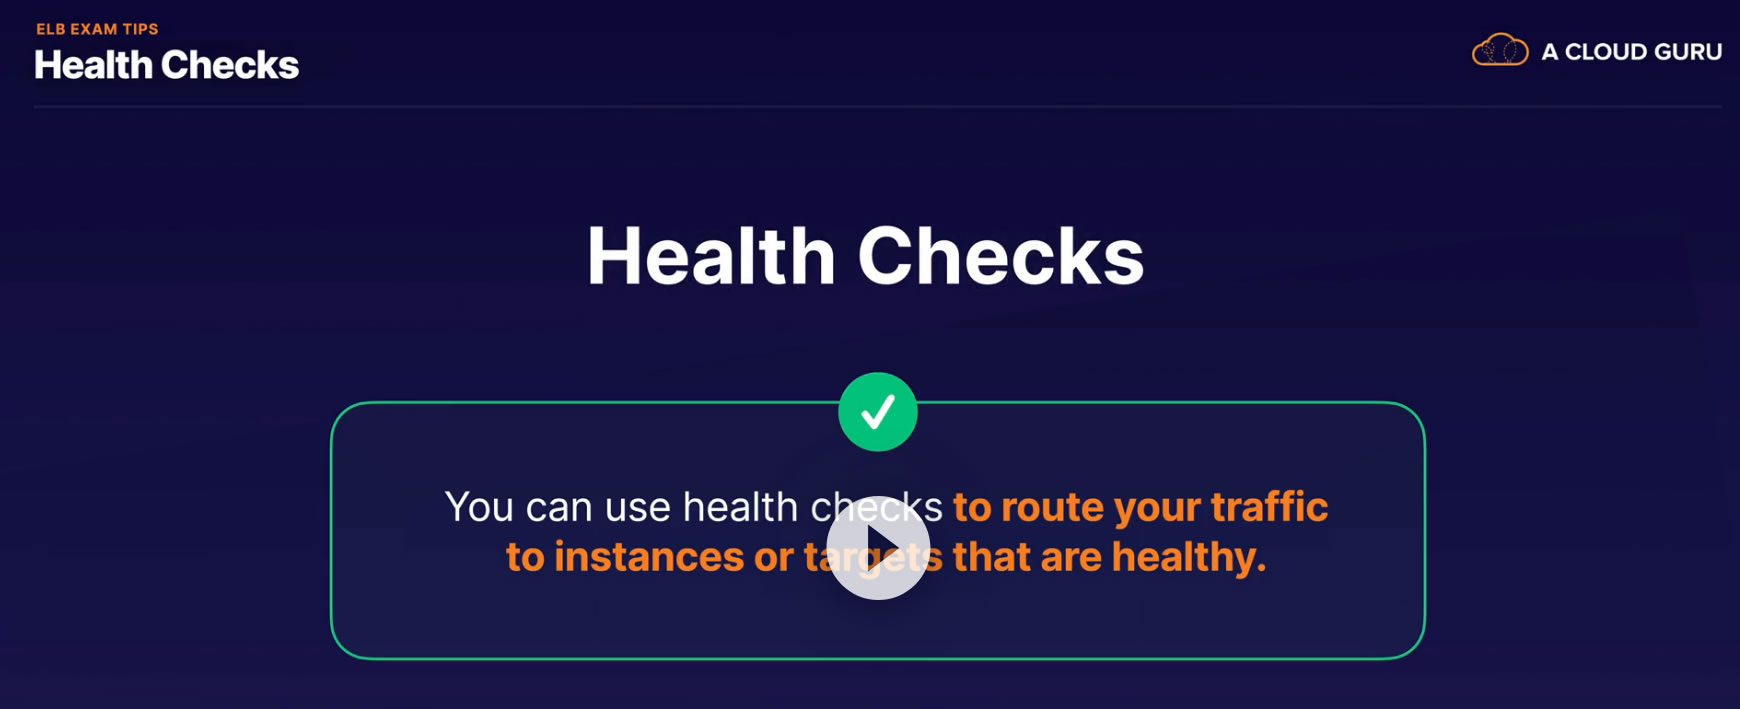 ELB EXAM TIPS
Health Checks
A CLOUD GURU
Health Checks
You can use health checks to route your traffic
to instances or targets that are healthy.